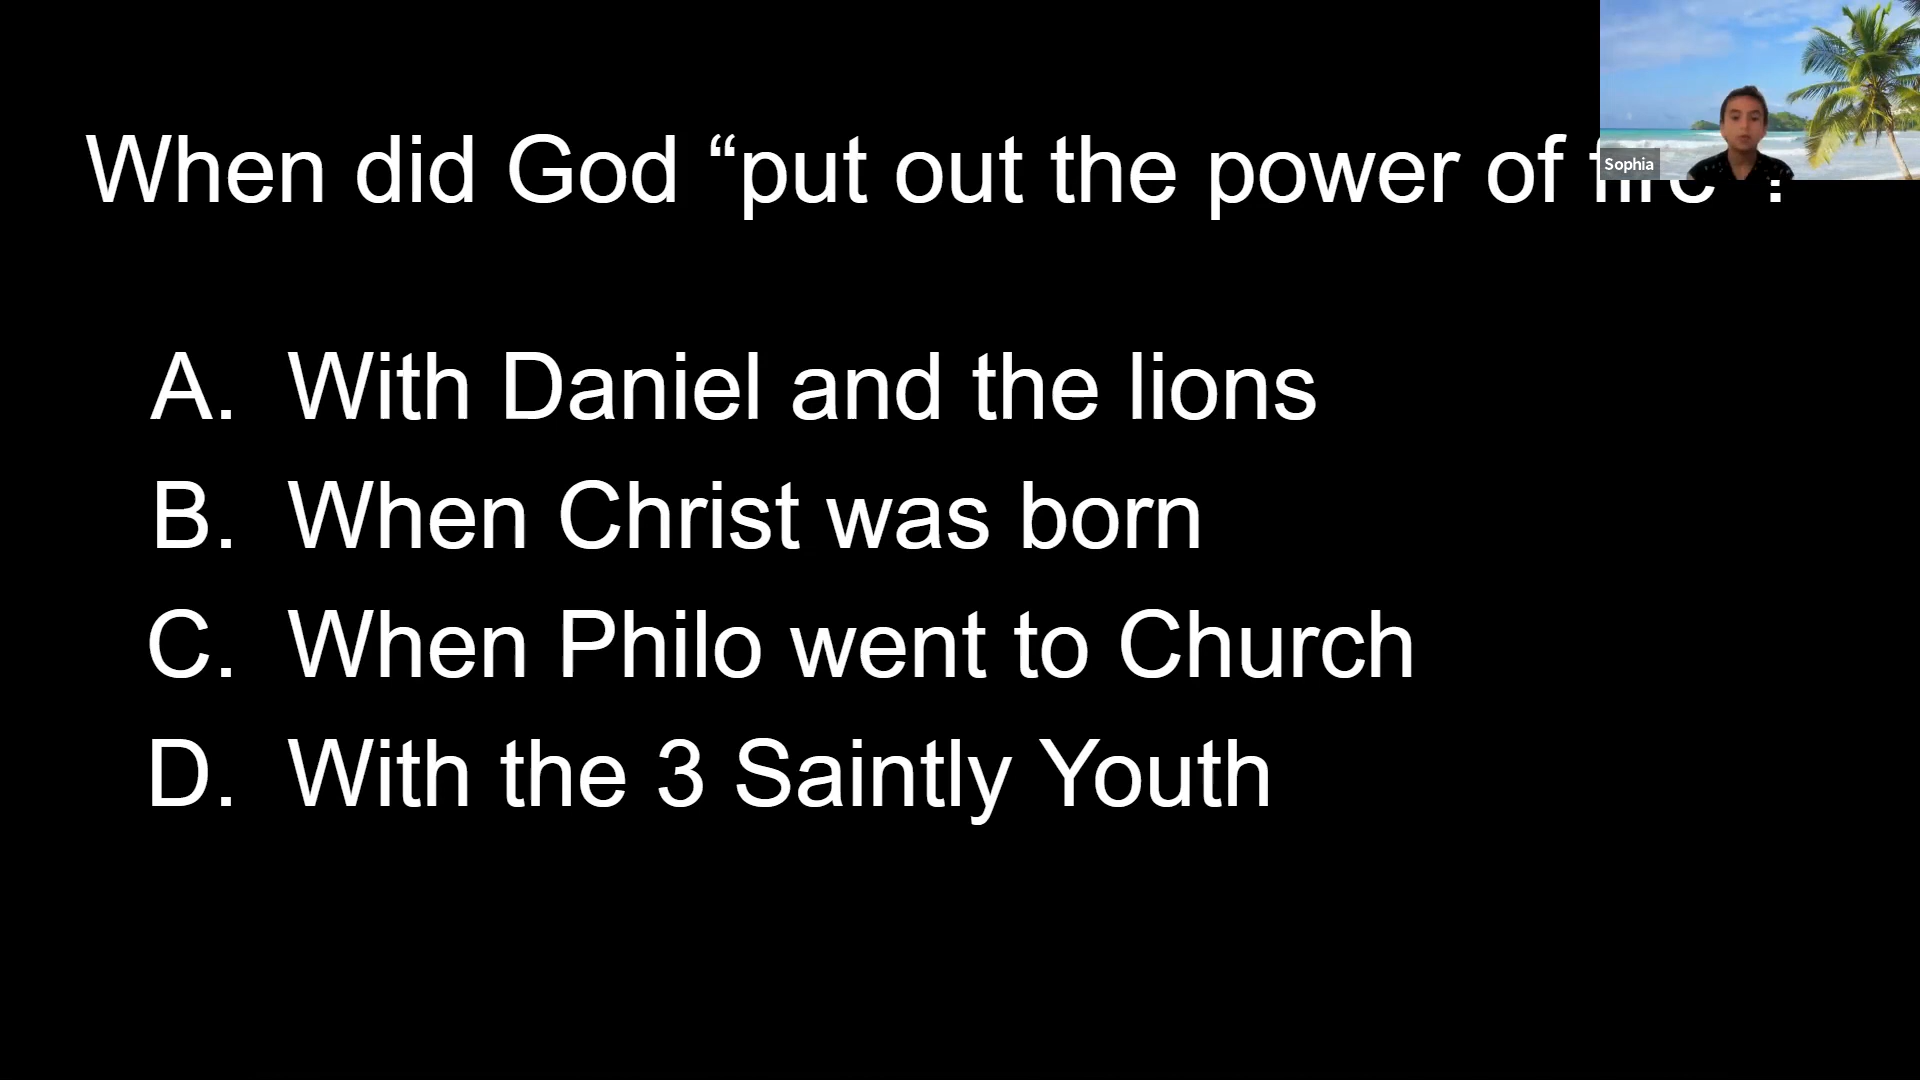 When did God “put out the power of fire” ?
Sophia
A. With Daniel and the lions
B. When Christ was born
C. When Philo went to Church
D. With the 3 Saintly Youth